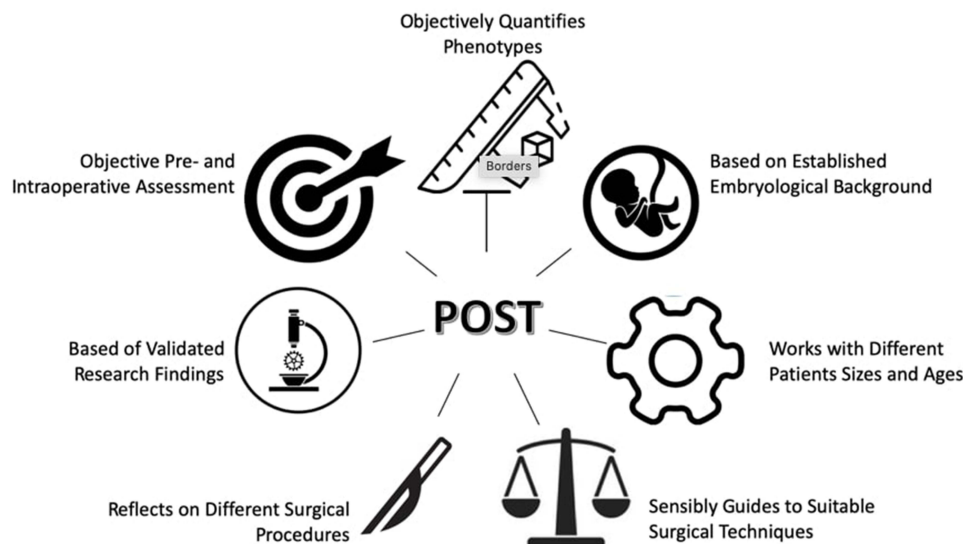 Objectively Quantifies
Phenotypes
Borders
Objective Pre- and
Intraoperative Assessment
Based on Established
Embryological Background
POST
Based of Validated
Research Findings
Works with Different
Patients Sizes and Ages
Reflects on Different Surgical
Procedures
Sensibly Guides to Suitable
Surgical Techniques